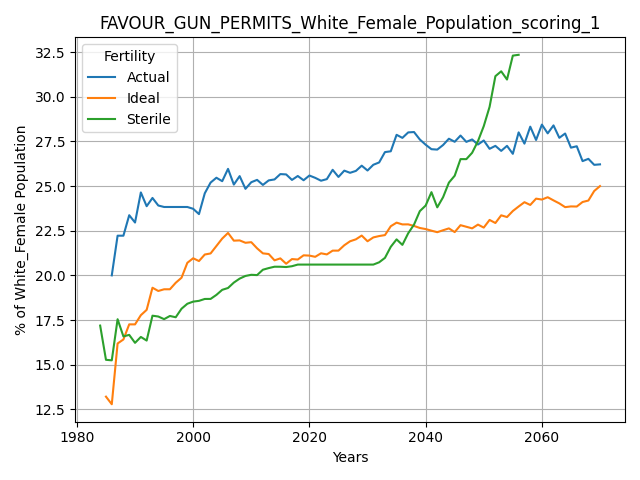 FAVOUR_GUN_PERMITS_White_Female_Population_scoring_1
% of White_Female Population
32.5
30.0
27.5
25.0
22.5
20.0
17.5
15.0
12.5
Fertility
Actual
Ideal
Sterile
1980 2000 2020 2040 2060
Years